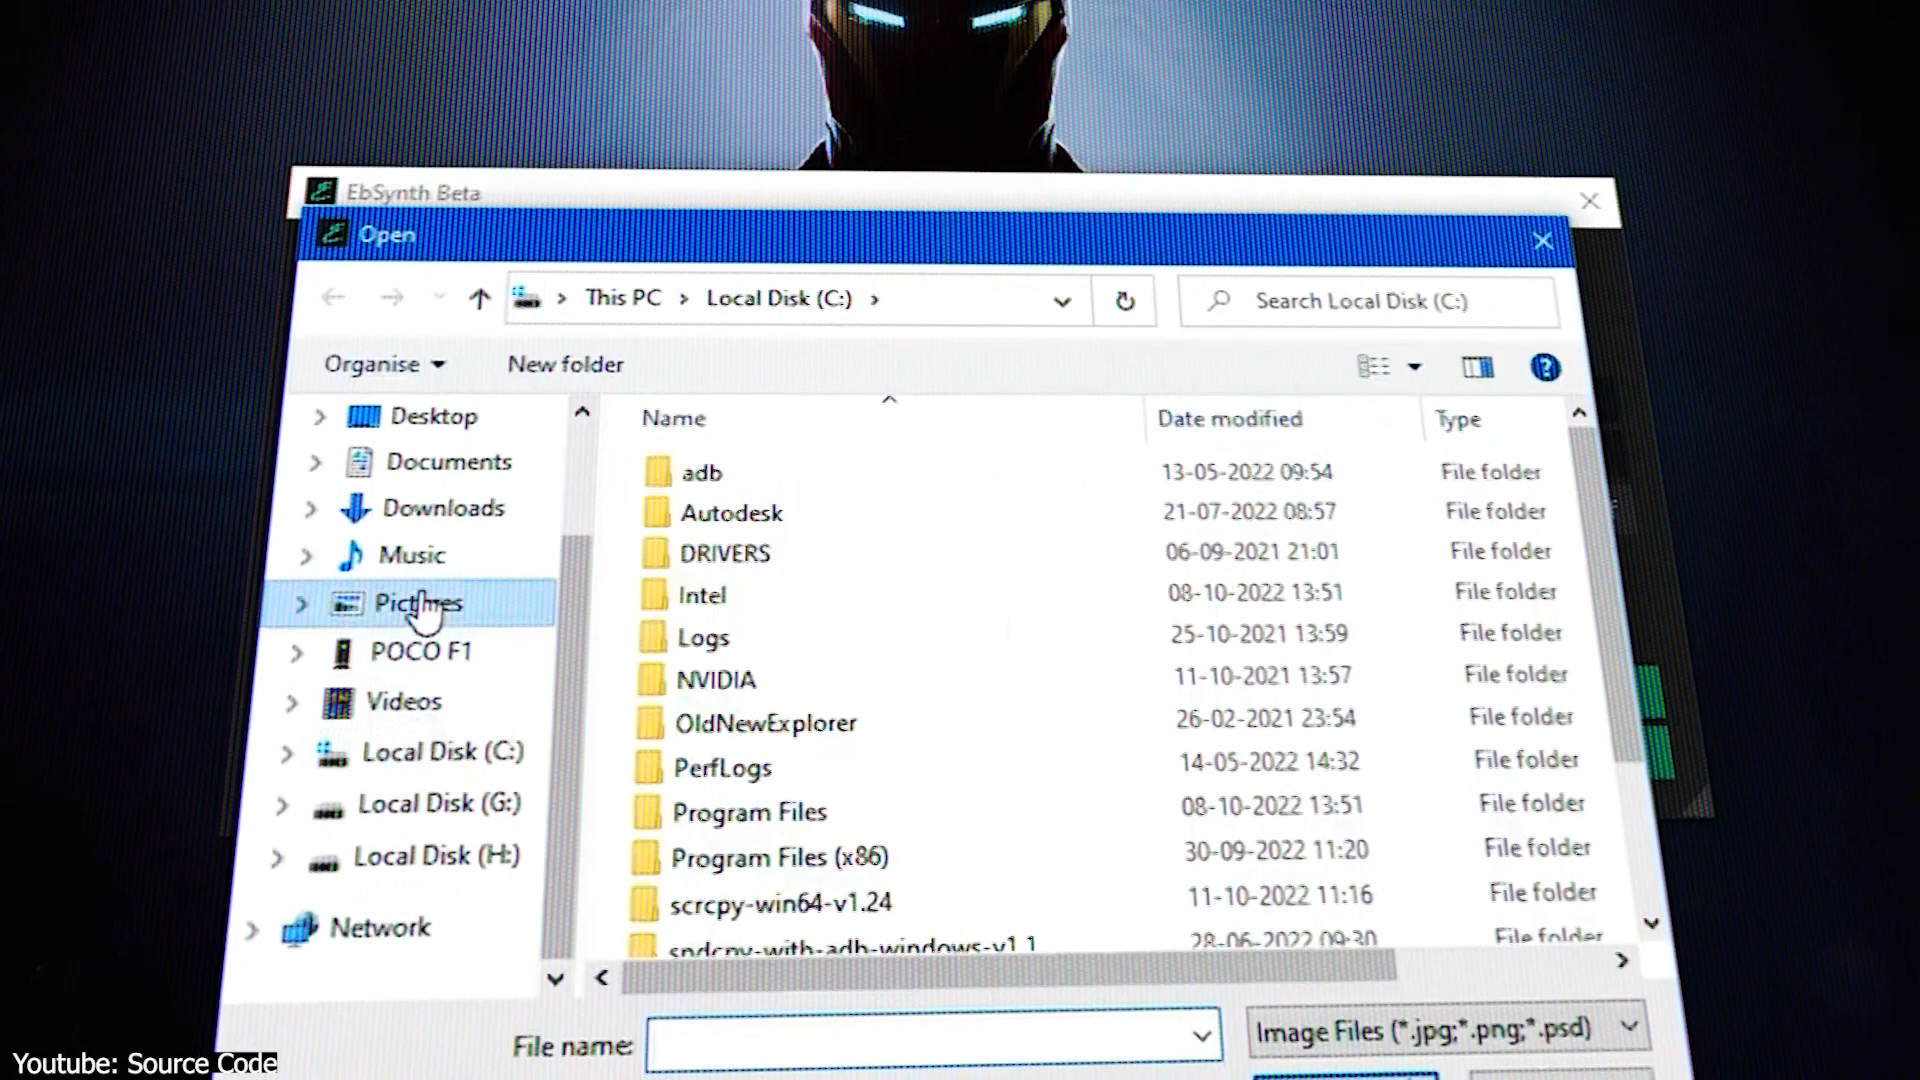 EbSynth Beta
Open
This PC > Local Disk (C:) >
Search Local Disk (C:)
Organise
New folder
Desktop
Documents
Downloads
Music
Pictures
POCO F1
Videos
Local Disk (C:)
Local Disk (G:)
Local Disk (H:)
Network
Name Date modified Type
adb 13-05-2022 09:54 File folder
Autodesk 21-07-2022 08:57 File folder
DRIVERS 06-09-2021 21:01 File folder
Intel 08-10-2022 13:51 File folder
Logs 25-10-2021 13:59 File folder
NVIDIA 11-10-2021 13:57 File folder
OldNewExplorer 26-02-2021 23:54 File folder
PerfLogs 14-05-2022 14:32 File folder
Program Files 08-10-2022 13:51 File folder
Program Files (x86) 30-09-2022 11:20 File folder
scrcpy-win64-v1.24 11-10-2022 11:16 File folder
sndcpy-with-adb-windows-v1.1 28-06-2022 09:30 File folder
File name:
Image Files (*.jpg;*.png;*.psd)
Youtube: Source Code